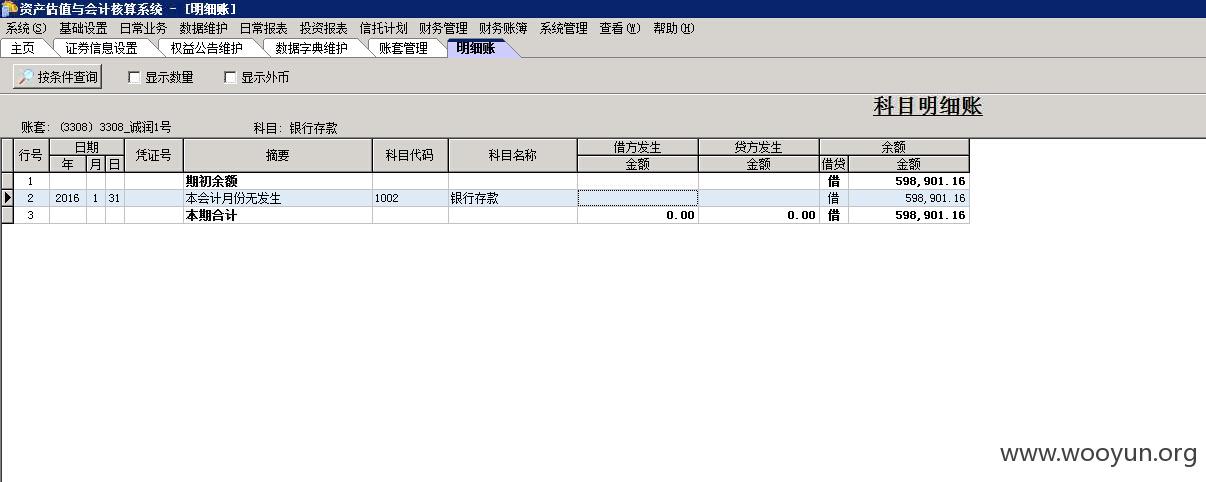 资产估值与会计核算系统 - [明细账]
系统(S) 基础设置 日常业务 数据维护 日常报表 投资报表 信托计划 财务管理 财务账簿 系统管理 查看(W) 帮助(H)
主页 证券信息设置 权益公告维护 数据字典维护 账套管理 明细账
按条件查询 显示数量 显示外币
科目明细账
账套: (3308) 3308_诚润1号 科目: 银行存款
行号 日期 凭证号 摘要 科目代码 科目名称 借方发生 贷方发生 余额
年 月 日 金额 金额 借贷 金额
1 期初余额 借 598,901.16
2 2016 1 31 本会计月份无发生 1002 银行存款 借 598,901.16
3 本期合计 0.00 0.00 借 598,901.16
www.wooyun.org